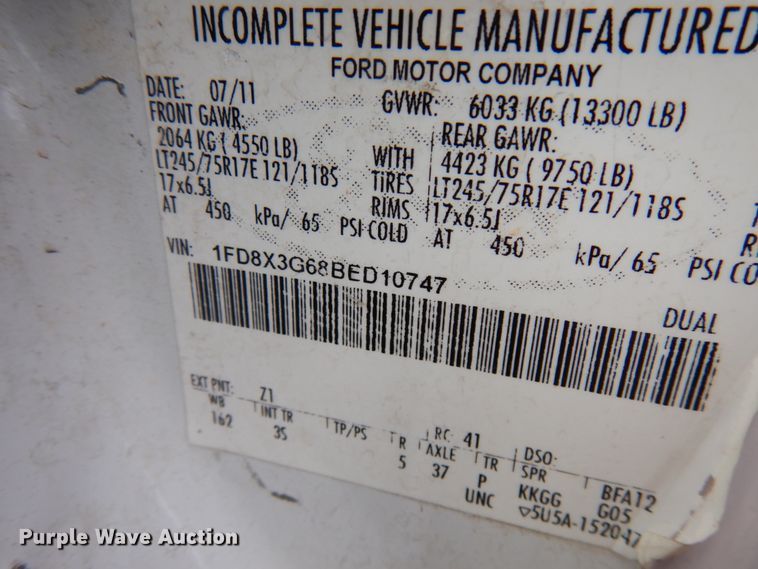 INCOMPLETE VEHICLE MANUFACTURED
FORD MOTOR COMPANY
DATE: 07/11 GVWR: 6033 KG (13300 LB)
FRONT GAWR: REAR GAWR:
2064 KG ( 4550 LB) WITH 4423 KG ( 9750 LB)
LT245/75R17E 121/118S TIRES LT245/75R17E 121/118S
17x6.5J RIMS 17x6.5J
AT 450 kPa/ 65 PSI COLD AT 450 kPa/ 65 PSI CO
VIN: 1FD8X3G68BED10747
DUAL
EXT PNT: Z1 RC: 41 DSO:
WB INT TR TP/PS R AXLE TR SPR BFA12
162 35 5 37 P KKGG G05
UNC ▽5U5A-152047
Purple Wave Auction